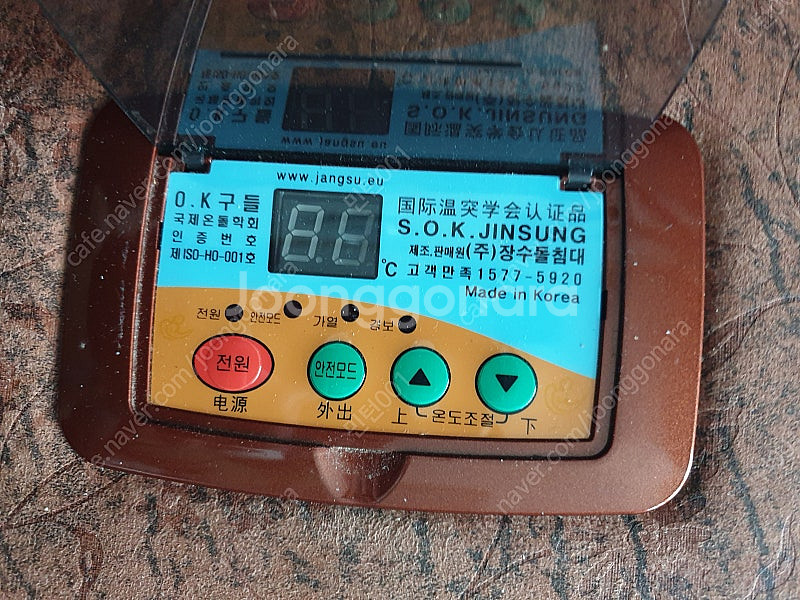 www.jangsu.eu
O.K구들
국제온돌학회
인증번호
제ISO-HO-001호
88
℃
国际温突学会认证品
S.O.K.JINSUNG
제조.판매원(주)장수돌침대
고객만족1577-5920
Made in Korea
Joonggonara
전원 안전모드 가열 경보
전원 안전모드 ▲ ▼
电源 外出 上 온도조절 下
cafe.naver.com/joonggonara